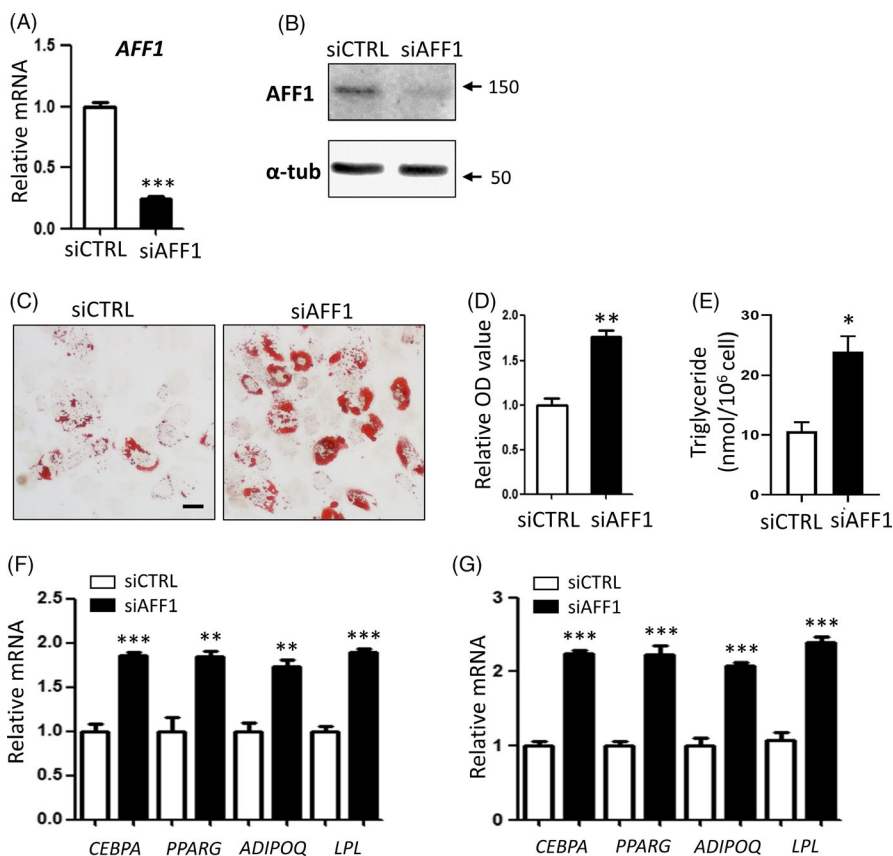 (A)
AFF1
Relative mRNA
1.5
1.0
0.5
0.0
***
siCTRL siAFF1
(B)
siCTRL siAFF1
AFF1
150
α-tub
50
(C)
siCTRL siAFF1
(D)
Relative OD value
2.0
1.5
1.0
0.5
0.0
**
siCTRL siAFF1
(E)
Triglyceride
(nmol/10⁶ cell)
30
20
10
0
*
siCTRL siAFF1
(F)
siCTRL
siAFF1
Relative mRNA
2.5
2.0
1.5
1.0
0.5
0.0
*** ** ** ***
CEBPA PPARG ADIPOQ LPL
(G)
siCTRL
siAFF1
Relative mRNA
3
2
1
0
*** *** *** ***
CEBPA PPARG ADIPOQ LPL